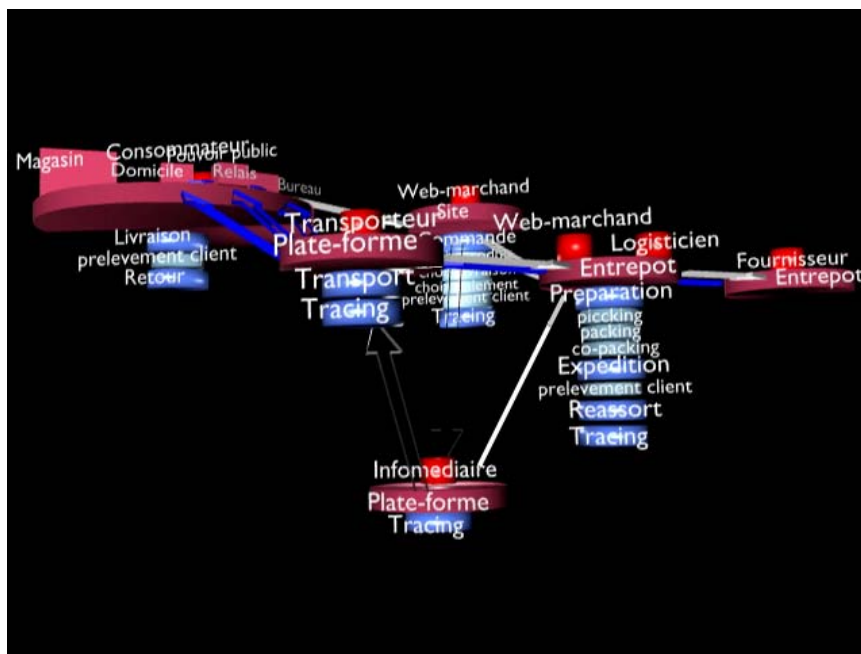 Magasin
Consommateur
Pouvoir public
Domicile
Relais
Bureau
Livraison
prelevement client
Retour
Transporteur
Plate-forme
Transport
Tracing
Web-marchand
Site
Commande
prelevement client
Tracing
Web-marchand
Logisticien
Entrepot
Preparation
piccking
packing
co-packing
Expedition
prelevement client
Reassort
Tracing
Fournisseur
Entrepot
Infomediaire
Plate-forme
Tracing